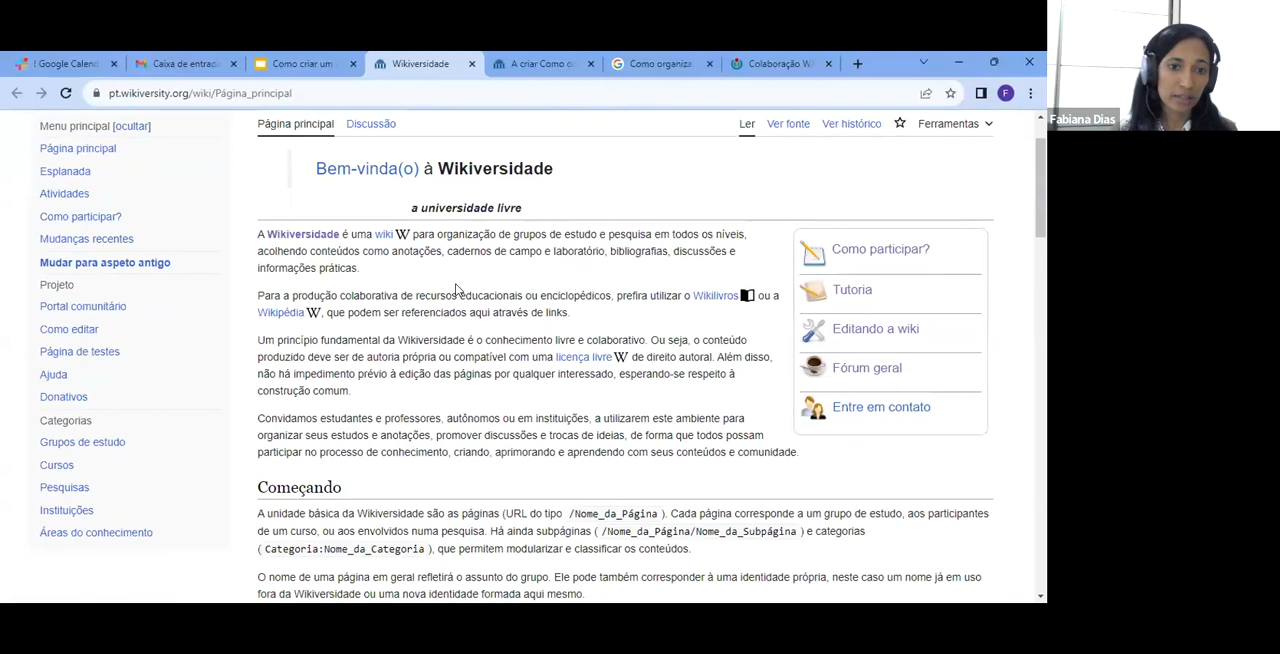 ! Google Calend
Caixa de entrad
Como criar um
Wikiversidade
A criar Como o
Como organiza
Colaboração W
pt.wikiversity.org/wiki/Página_principal
F
Fabiana Dias
Menu principal [ocultar]
Página principal
Esplanada
Atividades
Como participar?
Mudanças recentes
Mudar para aspeto antigo
Projeto
Portal comunitário
Como editar
Página de testes
Ajuda
Donativos
Categorias
Grupos de estudo
Cursos
Pesquisas
Instituições
Áreas do conhecimento
Página principal Discussão Ler Ver fonte Ver histórico Ferramentas
Bem-vinda(o) à Wikiversidade
a universidade livre
A Wikiversidade é uma wiki W para organização de grupos de estudo e pesquisa em todos os níveis,
acolhendo conteúdos como anotações, cadernos de campo e laboratório, bibliografias, discussões e
informações práticas.
Para a produção colaborativa de recursos educacionais ou enciclopédicos, prefira utilizar o Wikilivros ou a
Wikipédia W, que podem ser referenciados aqui através de links.
Um princípio fundamental da Wikiversidade é o conhecimento livre e colaborativo. Ou seja, o conteúdo
produzido deve ser de autoria própria ou compatível com uma licença livre W de direito autoral. Além disso,
não há impedimento prévio à edição das páginas por qualquer interessado, esperando-se respeito à
construção comum.
Convidamos estudantes e professores, autônomos ou em instituições, a utilizarem este ambiente para
organizar seus estudos e anotações, promover discussões e trocas de ideias, de forma que todos possam
participar no processo de conhecimento, criando, aprimorando e aprendendo com seus conteúdos e comunidade.
Como participar?
Tutoria
Editando a wiki
Fórum geral
Entre em contato
Começando
A unidade básica da Wikiversidade são as páginas (URL do tipo /Nome_da_Página ). Cada página corresponde a um grupo de estudo, aos participantes
de um curso, ou aos envolvidos numa pesquisa. Há ainda subpáginas ( /Nome_da_Página/Nome_da_Subpágina ) e categorias
( Categoria:Nome_da_Categoria ), que permitem modularizar e classificar os conteúdos.
O nome de uma página em geral refletirá o assunto do grupo. Ele pode também corresponder à uma identidade própria, neste caso um nome já em uso
fora da Wikiversidade ou uma nova identidade formada aqui mesmo.